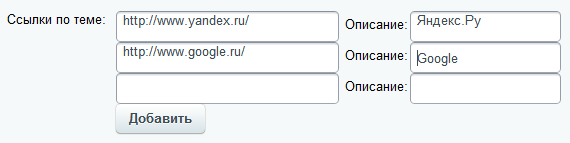 Ссылки по теме: http://www.yandex.ru/ Описание: Яндекс.Ру
http://www.google.ru/ Описание: Google
Описание:
Добавить